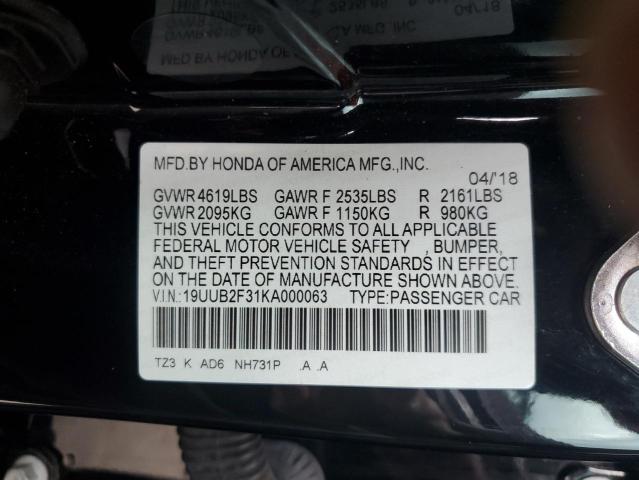 MFD.BY HONDA OF AMERICA MFG.,INC.
04/'18
GVWR 4619LBS GAWR F 2535LBS R 2161LBS
GVWR 2095KG GAWR F 1150KG R 980KG
THIS VEHICLE CONFORMS TO ALL APPLICABLE
FEDERAL MOTOR VEHICLE SAFETY , BUMPER,
AND THEFT PREVENTION STANDARDS IN EFFECT
ON THE DATE OF MANUFACTURE SHOWN ABOVE.
V.I.N.: 19UUB2F31KA000063 TYPE:PASSENGER CAR
TZ3 K AD6 NH731P .A .A